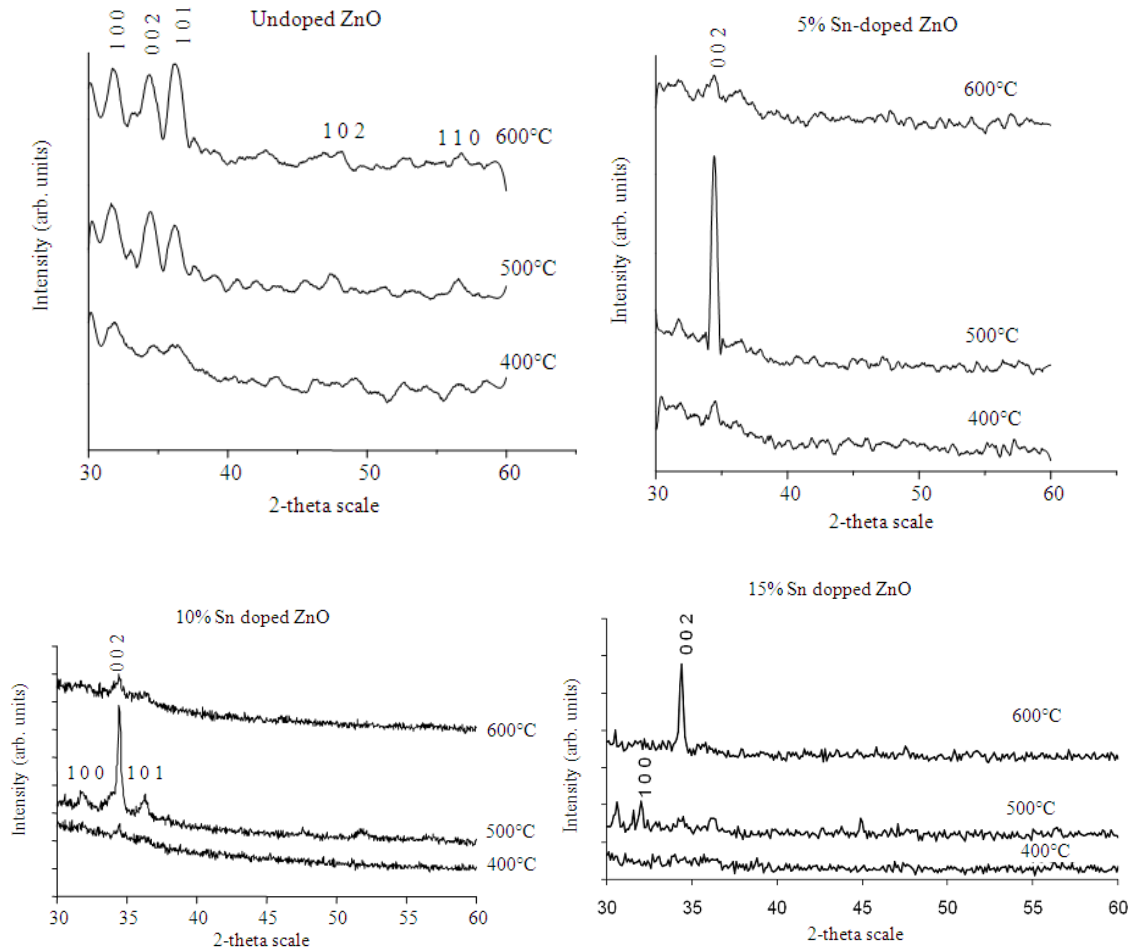 Undoped ZnO
1 0 0
0 0 2
1 0 1
600°C
1 0 2
1 1 0
500°C
400°C
Intensity (arb. units)
30
40
50
60
2-theta scale
5% Sn-doped ZnO
0 0 2
600°C
500°C
400°C
Intensity (arb. units)
30
40
50
60
2-theta scale
10% Sn doped ZnO
0 0 2
600°C
1 0 0
1 0 1
500°C
400°C
Intensity (arb. units)
30
35
40
45
50
55
60
2-theta scale
15% Sn dopped ZnO
0 0 2
600°C
1 0 0
500°C
400°C
Intensity (arb. units)
30
35
40
45
50
55
60
2-theta scale